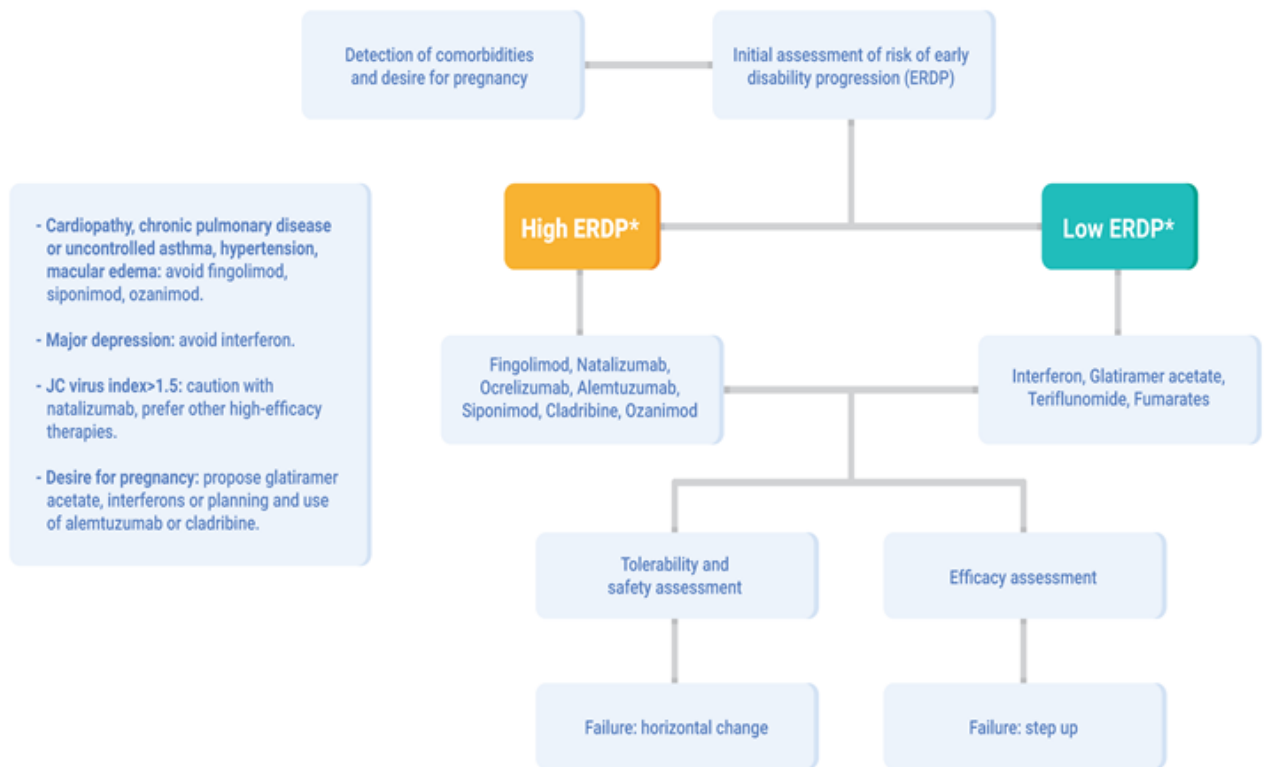 Detection of comorbidities
and desire for pregnancy
Initial assessment of risk of early
disability progression (ERDP)
- Cardiopathy, chronic pulmonary disease
or uncontrolled asthma, hypertension,
macular edema: avoid fingolimod,
siponimod, ozanimod.
- Major depression: avoid interferon.
- JC virus index>1.5: caution with
natalizumab, prefer other high-efficacy
therapies.
- Desire for pregnancy: propose glatiramer
acetate, interferons or planning and use
of alemtuzumab or cladribine.
High ERDP*
Low ERDP*
Fingolimod, Natalizumab,
Ocrelizumab, Alemtuzumab,
Siponimod, Cladribine, Ozanimod
Interferon, Glatiramer acetate,
Teriflunomide, Fumarates
Tolerability and
safety assessment
Efficacy assessment
Failure: horizontal change
Failure: step up